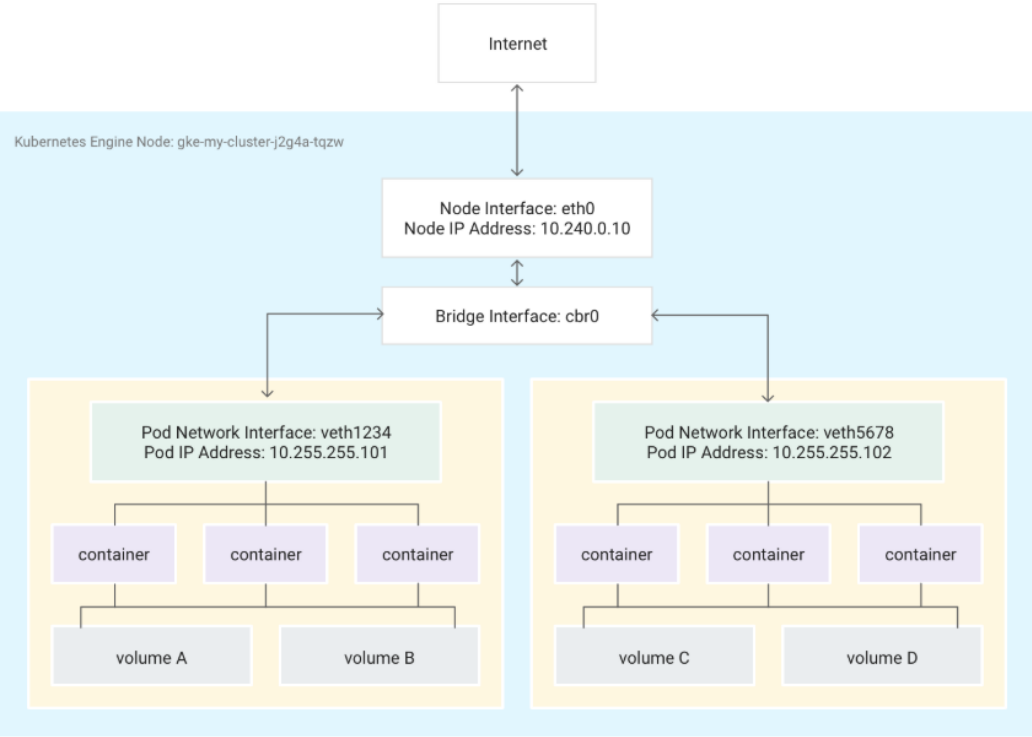 Internet
Kubernetes Engine Node: gke-my-cluster-j2g4a-tqzw
Node Interface: eth0
Node IP Address: 10.240.0.10
Bridge Interface: cbr0
Pod Network Interface: veth1234
Pod IP Address: 10.255.255.101
Pod Network Interface: veth5678
Pod IP Address: 10.255.255.102
container
container
container
container
container
container
volume A
volume B
volume C
volume D